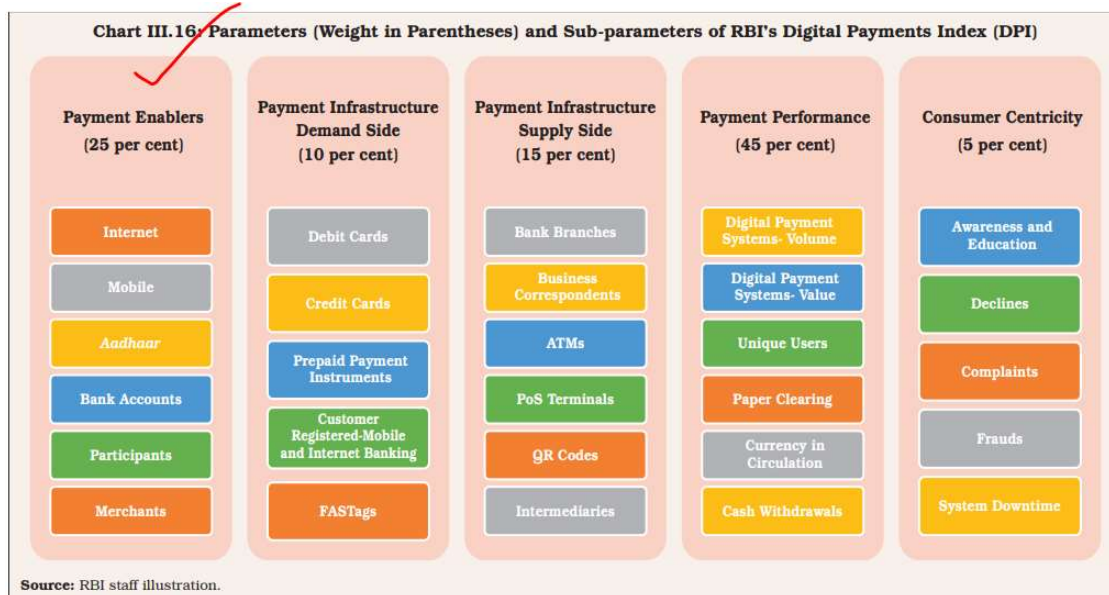 Chart III.16: Parameters (Weight in Parentheses) and Sub-parameters of RBI's Digital Payments Index (DPI)
Payment Enablers
(25 per cent)
Internet
Mobile
Aadhaar
Bank Accounts
Participants
Merchants
Payment Infrastructure
Demand Side
(10 per cent)
Debit Cards
Credit Cards
Prepaid Payment
Instruments
Customer
Registered-Mobile
and Internet Banking
FASTags
Payment Infrastructure
Supply Side
(15 per cent)
Bank Branches
Business
Correspondents
ATMs
PoS Terminals
QR Codes
Intermediaries
Payment Performance
(45 per cent)
Digital Payment
Systems- Volume
Digital Payment
Systems- Value
Unique Users
Paper Clearing
Currency in
Circulation
Cash Withdrawals
Consumer Centricity
(5 per cent)
Awareness and
Education
Declines
Complaints
Frauds
System Downtime
Source: RBI staff illustration.